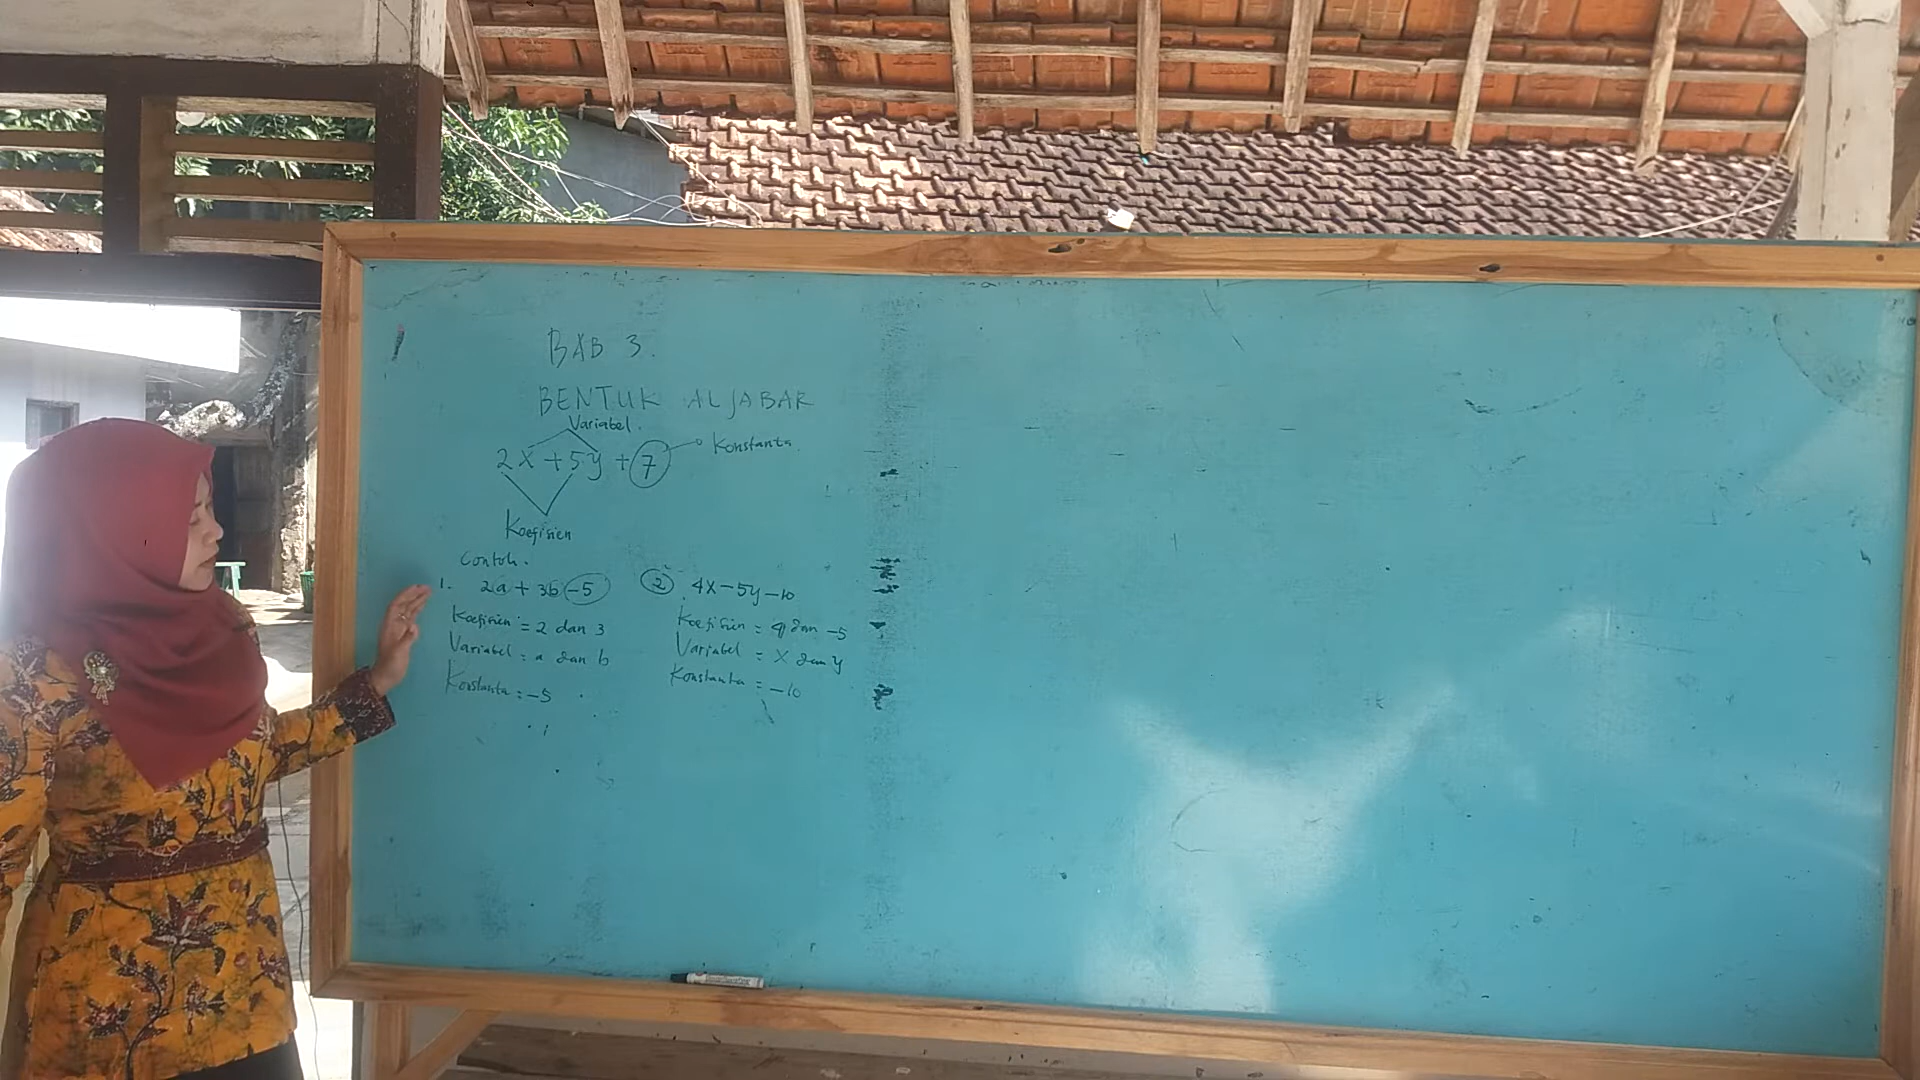 BAB 3.
BENTUK ALJABAR
Variabel.
2x + 5y + 7 Konstanta.
Koefisien
Contoh.
1. 2a + 3b - 5
Koefisien = 2 dan 3
Variabel = a dan b
Konstanta = -5
2. 4x - 5y - 10
Koefisien = 4 dan -5
Variabel = x dan y
Konstanta = -10